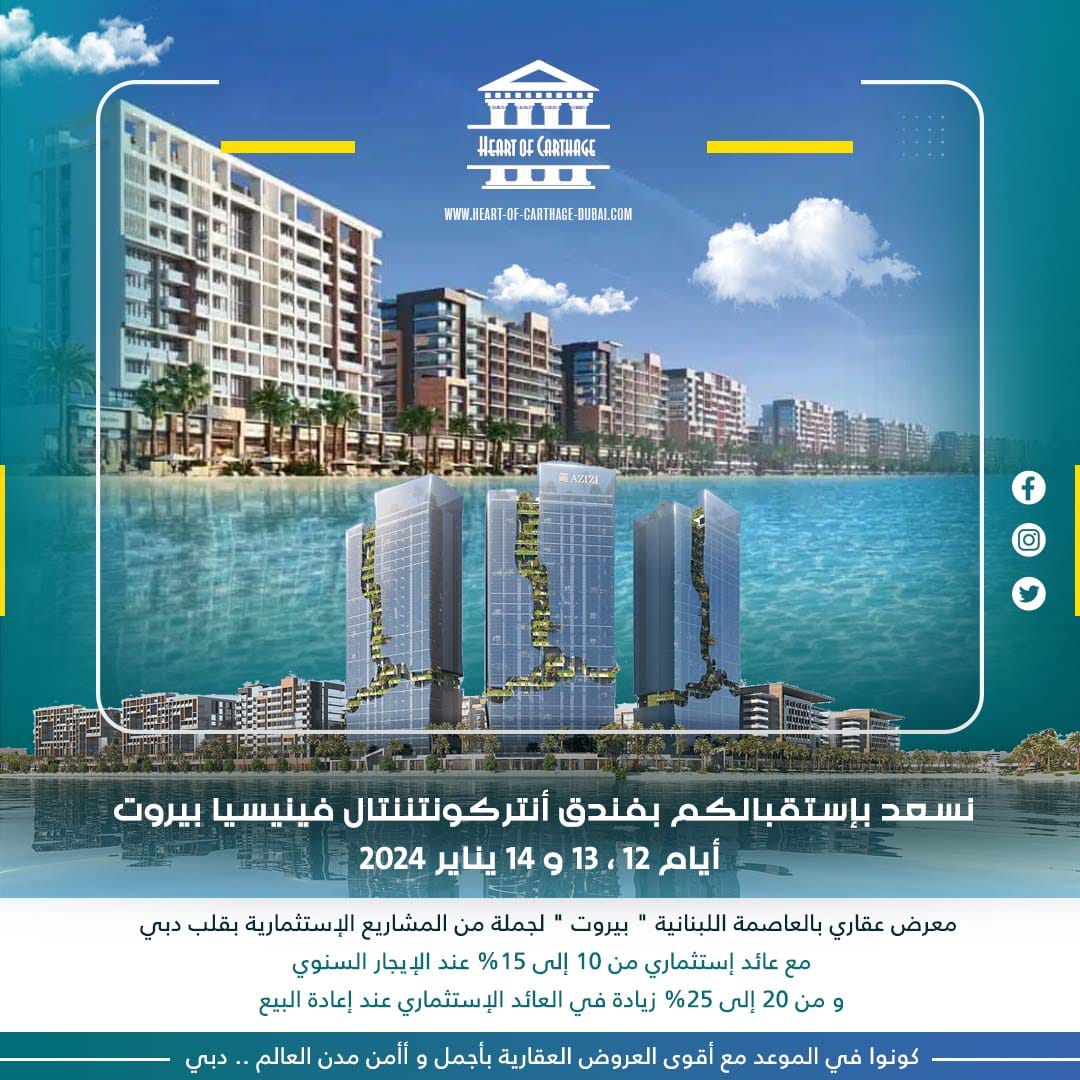 HEART OF CARTHAGE
WWW.HEART-OF-CARTHAGE-DUBAI.COM
AZIZI
نسعد بإستقبالكم بفندق أنتركونتننتال فينيسيا بيروت
أيام 12 ، 13 و 14 يناير 2024
معرض عقاري بالعاصمة اللبنانية " بيروت " لجملة من المشاريع الإستثمارية بقلب دبي
مع عائد إستثماري من 10 إلى 15% عند الإيجار السنوي
و من 20 إلى 25% زيادة في العائد الإستثماري عند إعادة البيع
كونوا في الموعد مع أقوى العروض العقارية بأجمل و أأمن مدن العالم .. دبي